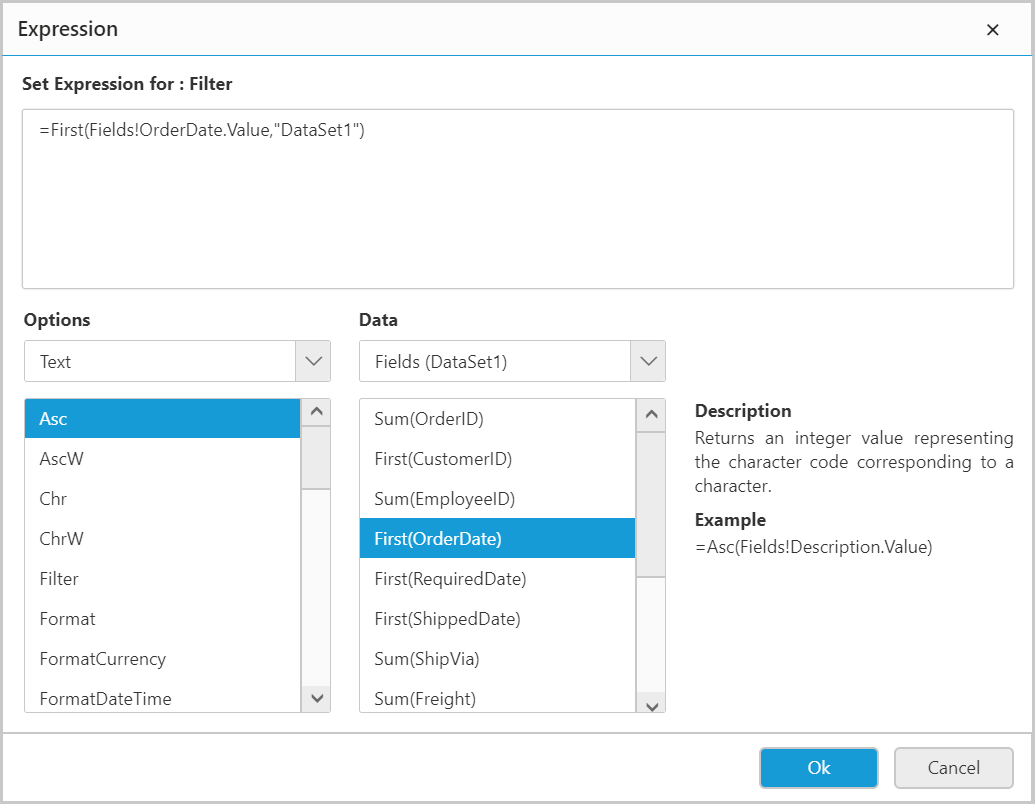 Expression
Set Expression for : Filter
=First(Fields!OrderDate.Value,"DataSet1")
Options
Text
Asc
AscW
Chr
ChrW
Filter
Format
FormatCurrency
FormatDateTime
Data
Fields (DataSet1)
Sum(OrderID)
First(CustomerID)
Sum(EmployeeID)
First(OrderDate)
First(RequiredDate)
First(ShippedDate)
Sum(ShipVia)
Sum(Freight)
Description
Returns an integer value representing
the character code corresponding to a
character.
Example
=Asc(Fields!Description.Value)
Ok
Cancel